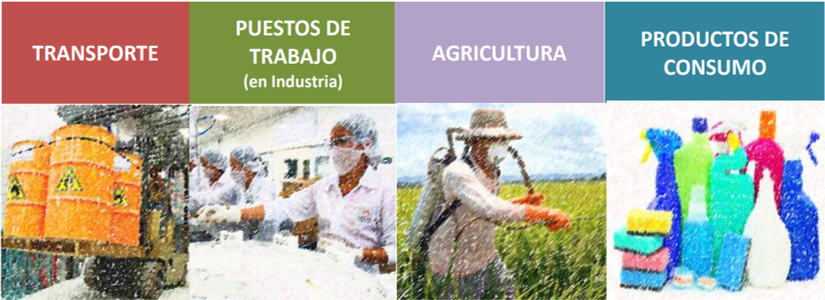 TRANSPORTE
PUESTOS DE
TRABAJO
(en Industria)
AGRICULTURA
PRODUCTOS DE
CONSUMO